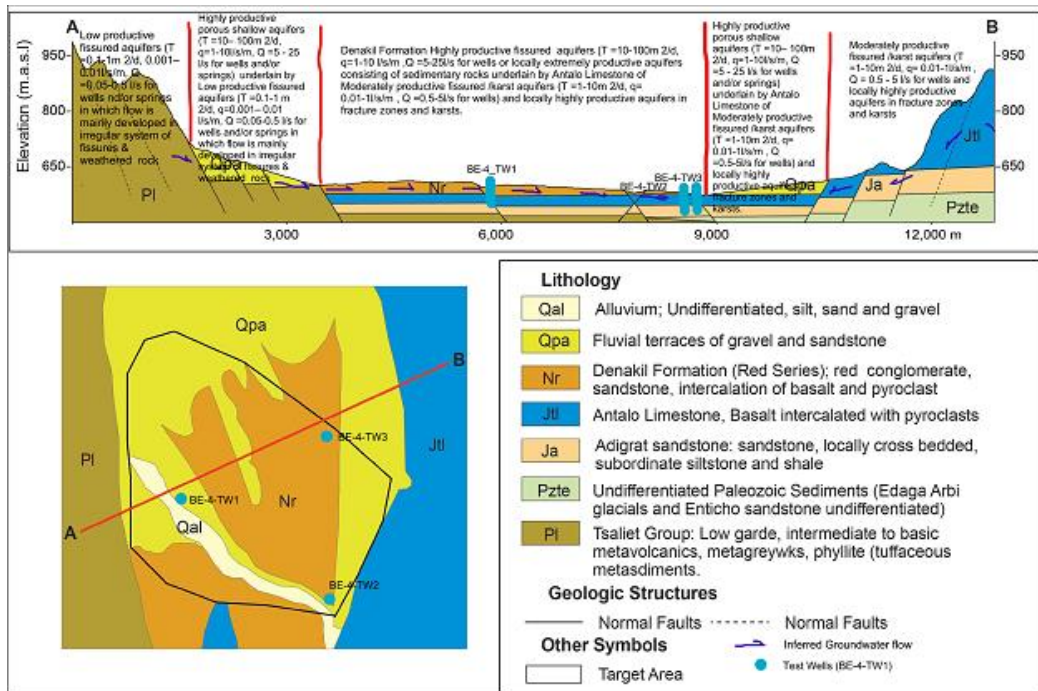 A
B
Elevation (m.a.s.l)
950
800
650
950
800
650
Low productive
fissured aquifers (T
=0.1-1m 2/d, 0.001–
0.01l/s/m, Q
=0.05-0.5 l/s for
wells nd/or springs
in which flow is
mainly developed in
irregular system of
fissures &
weathered rock
Highly productive
porous shallow aquifers
(T =10– 100m 2/d,
q=1-10l/s/m, Q =5 - 25
l/s for wells and/or
springs) underlain by
Low productive fissured
aquifers (T =0.1-1 m
2/d, q=0.001– 0.01
l/s/m, Q =0.05-0.5 l/s for
wells and/or springs in
which flow is mainly
developed in irregular
system of fissures &
weathered rock
Denakil Formation Highly productive fissured aquifers (T =10-100m 2/d,
q=1-10 l/s/m , Q =5-25l/s for wells or locally extremely productive aquifers
consisting of sedimentary rocks underlain by Antalo Limestone of
Moderately productive fissured /karst aquifers (T =1-10m 2/d, q=
0.01-1l/s/m , Q =0.5-5l/s for wells) and locally highly productive aquifers in
fracture zones and karsts.
Highly productive
porous shallow
aquifers (T =10– 100m
2/d, q=1-10l/s/m, Q
=5 - 25 l/s for wells
and/or springs)
underlain by Antalo
Limestone of
Moderately productive
fissured /karst aquifers
(T =1-10m 2/d, q=
0.01-1l/s/m , Q
=0.5-5l/s for wells) and
locally highly
productive aquifers in
fracture zones and
karsts.
Moderately productive
fissured /karst aquifers
(T =1-10m 2/d, q= 0.01-1l/s/m
, Q = 0.5 - 5 l/s for wells and
locally highly productive
aquifers in fracture zones
and karsts
Pl
Qpa
Nr
BE-4_TW1
BE-4-TW2
BE-4-TW3
Qpa
Ja
Jtl
Pzte
3,000
6,000
9,000
12,000 m
Qpa
B
BE-4-TW3
Jtl
Pl
BE-4-TW1
Nr
A
Qal
BE-4-TW2
Lithology
Qal Alluvium; Undifferentiated, silt, sand and gravel
Qpa Fluvial terraces of gravel and sandstone
Nr Denakil Formation (Red Series); red conglomerate,
sandstone, intercalation of basalt and pyroclast
Jtl Antalo Limestone, Basalt intercalated with pyroclasts
Ja Adigrat sandstone: sandstone, locally cross bedded,
subordinate siltstone and shale
Pzte Undifferentiated Paleozoic Sediments (Edaga Arbi
glacials and Enticho sandstone undifferentiated)
Pl Tsaliet Group: Low garde, intermediate to basic
metavolcanics, metagreywks, phyllite (tuffaceous
metasdiments.
Geologic Structures
Normal Faults Normal Faults
Other Symbols Inferred Groundwater flow
Target Area Test Wells (BE-4-TW1)